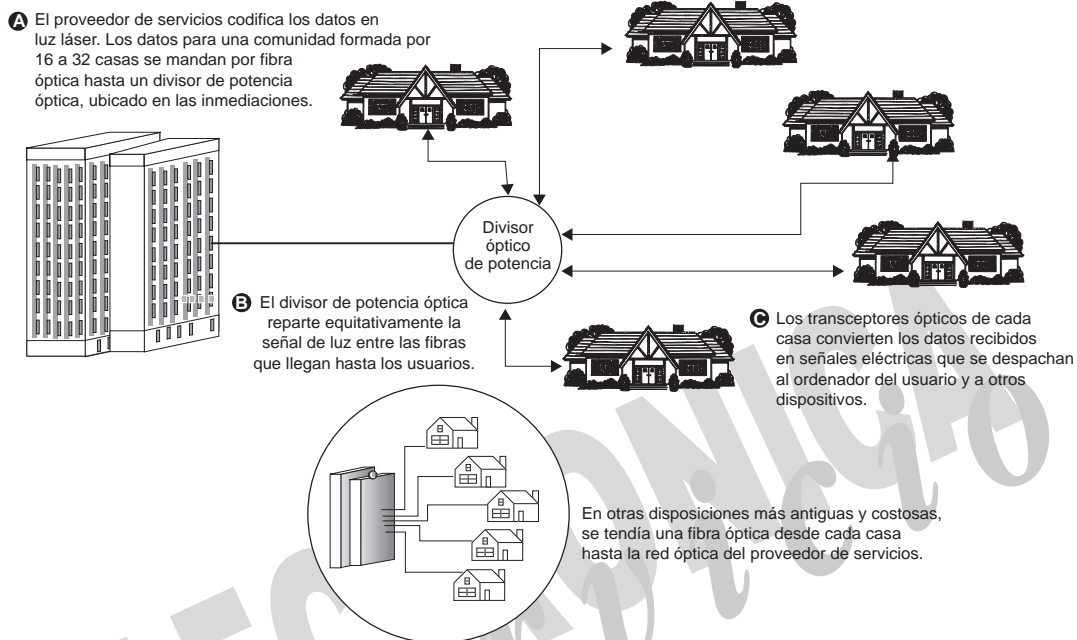 A El proveedor de servicios codifica los datos en
luz láser. Los datos para una comunidad formada por
16 a 32 casas se mandan por fibra
óptica hasta un divisor de potencia
óptica, ubicado en las inmediaciones.
Divisor
óptico
de potencia
B El divisor de potencia óptica
reparte equitativamente la
señal de luz entre las fibras
que llegan hasta los usuarios.
C Los transceptores ópticos de cada
casa convierten los datos recibidos
en señales eléctricas que se despachan
al ordenador del usuario y a otros
dispositivos.
En otras disposiciones más antiguas y costosas,
se tendía una fibra óptica desde cada casa
hasta la red óptica del proveedor de servicios.